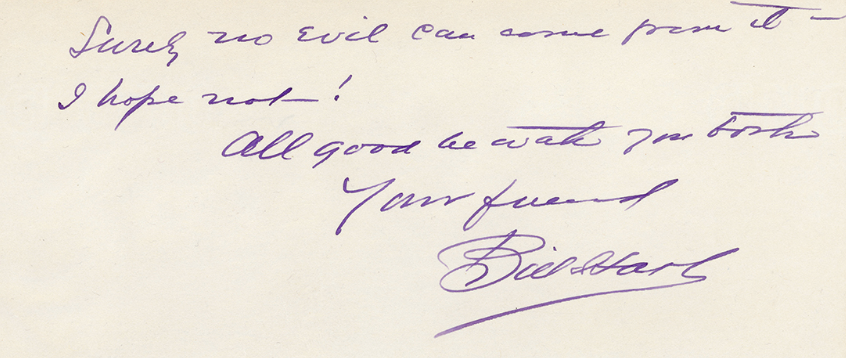 Surely no evil can come from it –
I hope not – !
All good be with you both
Your friend
Bill Hart